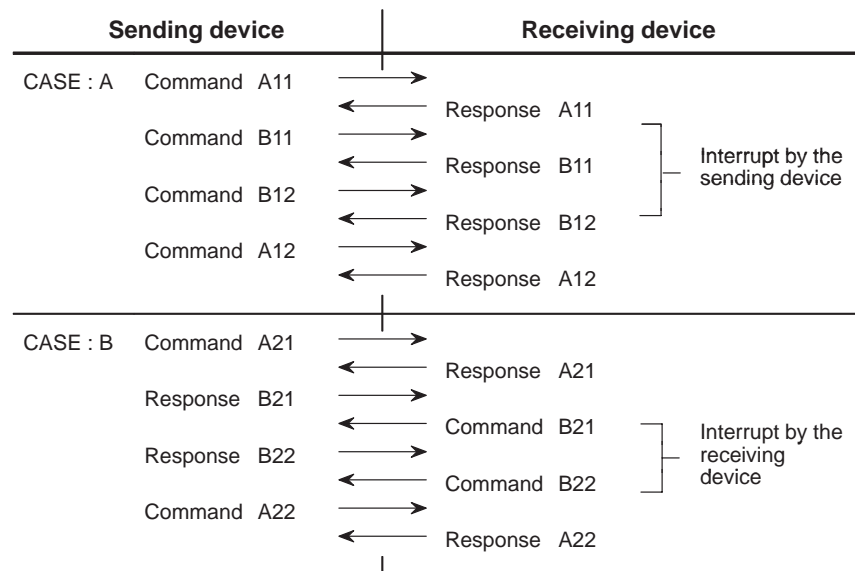 Sending device Receiving device
CASE : A Command A11
Response A11
Command B11
Response B11
Command B12
Response B12
Command A12
Response A12
Interrupt by the
sending device
CASE : B Command A21
Response A21
Response B21
Command B21
Response B22
Command B22
Command A22
Response A22
Interrupt by the
receiving
device